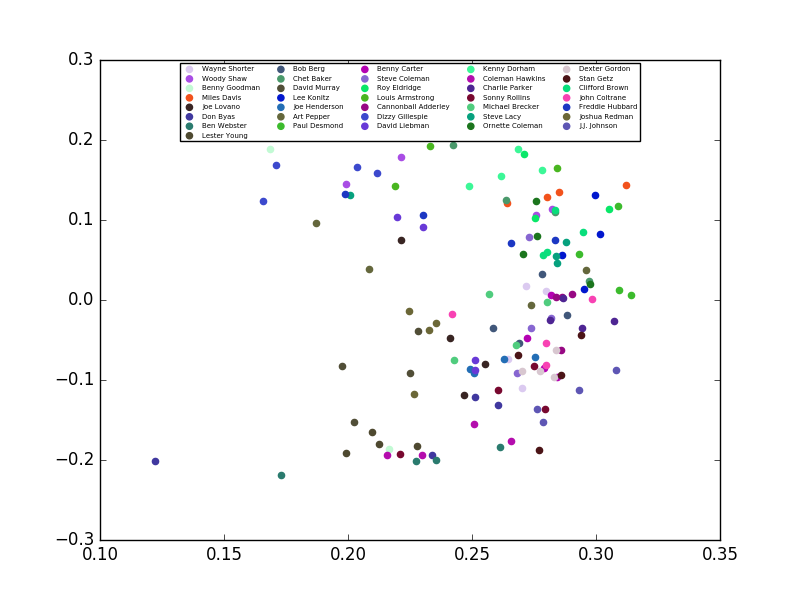 0.3
Wayne Shorter Bob Berg Benny Carter Kenny Dorham Dexter Gordon
Woody Shaw Chet Baker Steve Coleman Coleman Hawkins Stan Getz
Benny Goodman David Murray Roy Eldridge Charlie Parker Clifford Brown
Miles Davis Lee Konitz Louis Armstrong Sonny Rollins John Coltrane
Joe Lovano Joe Henderson Cannonball Adderley Michael Brecker Freddie Hubbard
Don Byas Art Pepper Dizzy Gillespie Steve Lacy Joshua Redman
Ben Webster Paul Desmond David Liebman Ornette Coleman J.J. Johnson
Lester Young
0.2
0.1
0.0
−0.1
−0.2
−0.3
0.10 0.15 0.20 0.25 0.30 0.35